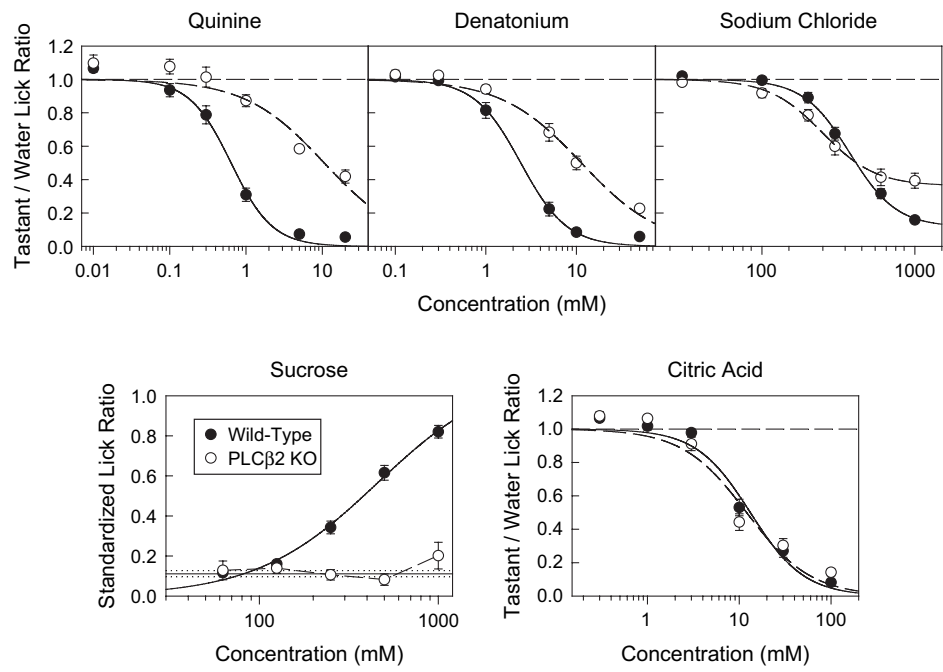 Quinine
Denatonium
Sodium Chloride
Tastant / Water Lick Ratio
1.2
1.0
0.8
0.6
0.4
0.2
0.0
0.01 0.1 1 10
0.1 1 10
100 1000
Concentration (mM)
Sucrose
Standardized Lick Ratio
1.0
0.8
0.6
0.4
0.2
0.0
Wild-Type
PLCβ2 KO
100 1000
Concentration (mM)
Citric Acid
Tastant / Water Lick Ratio
1.2
1.0
0.8
0.6
0.4
0.2
0.0
1 10 100
Concentration (mM)